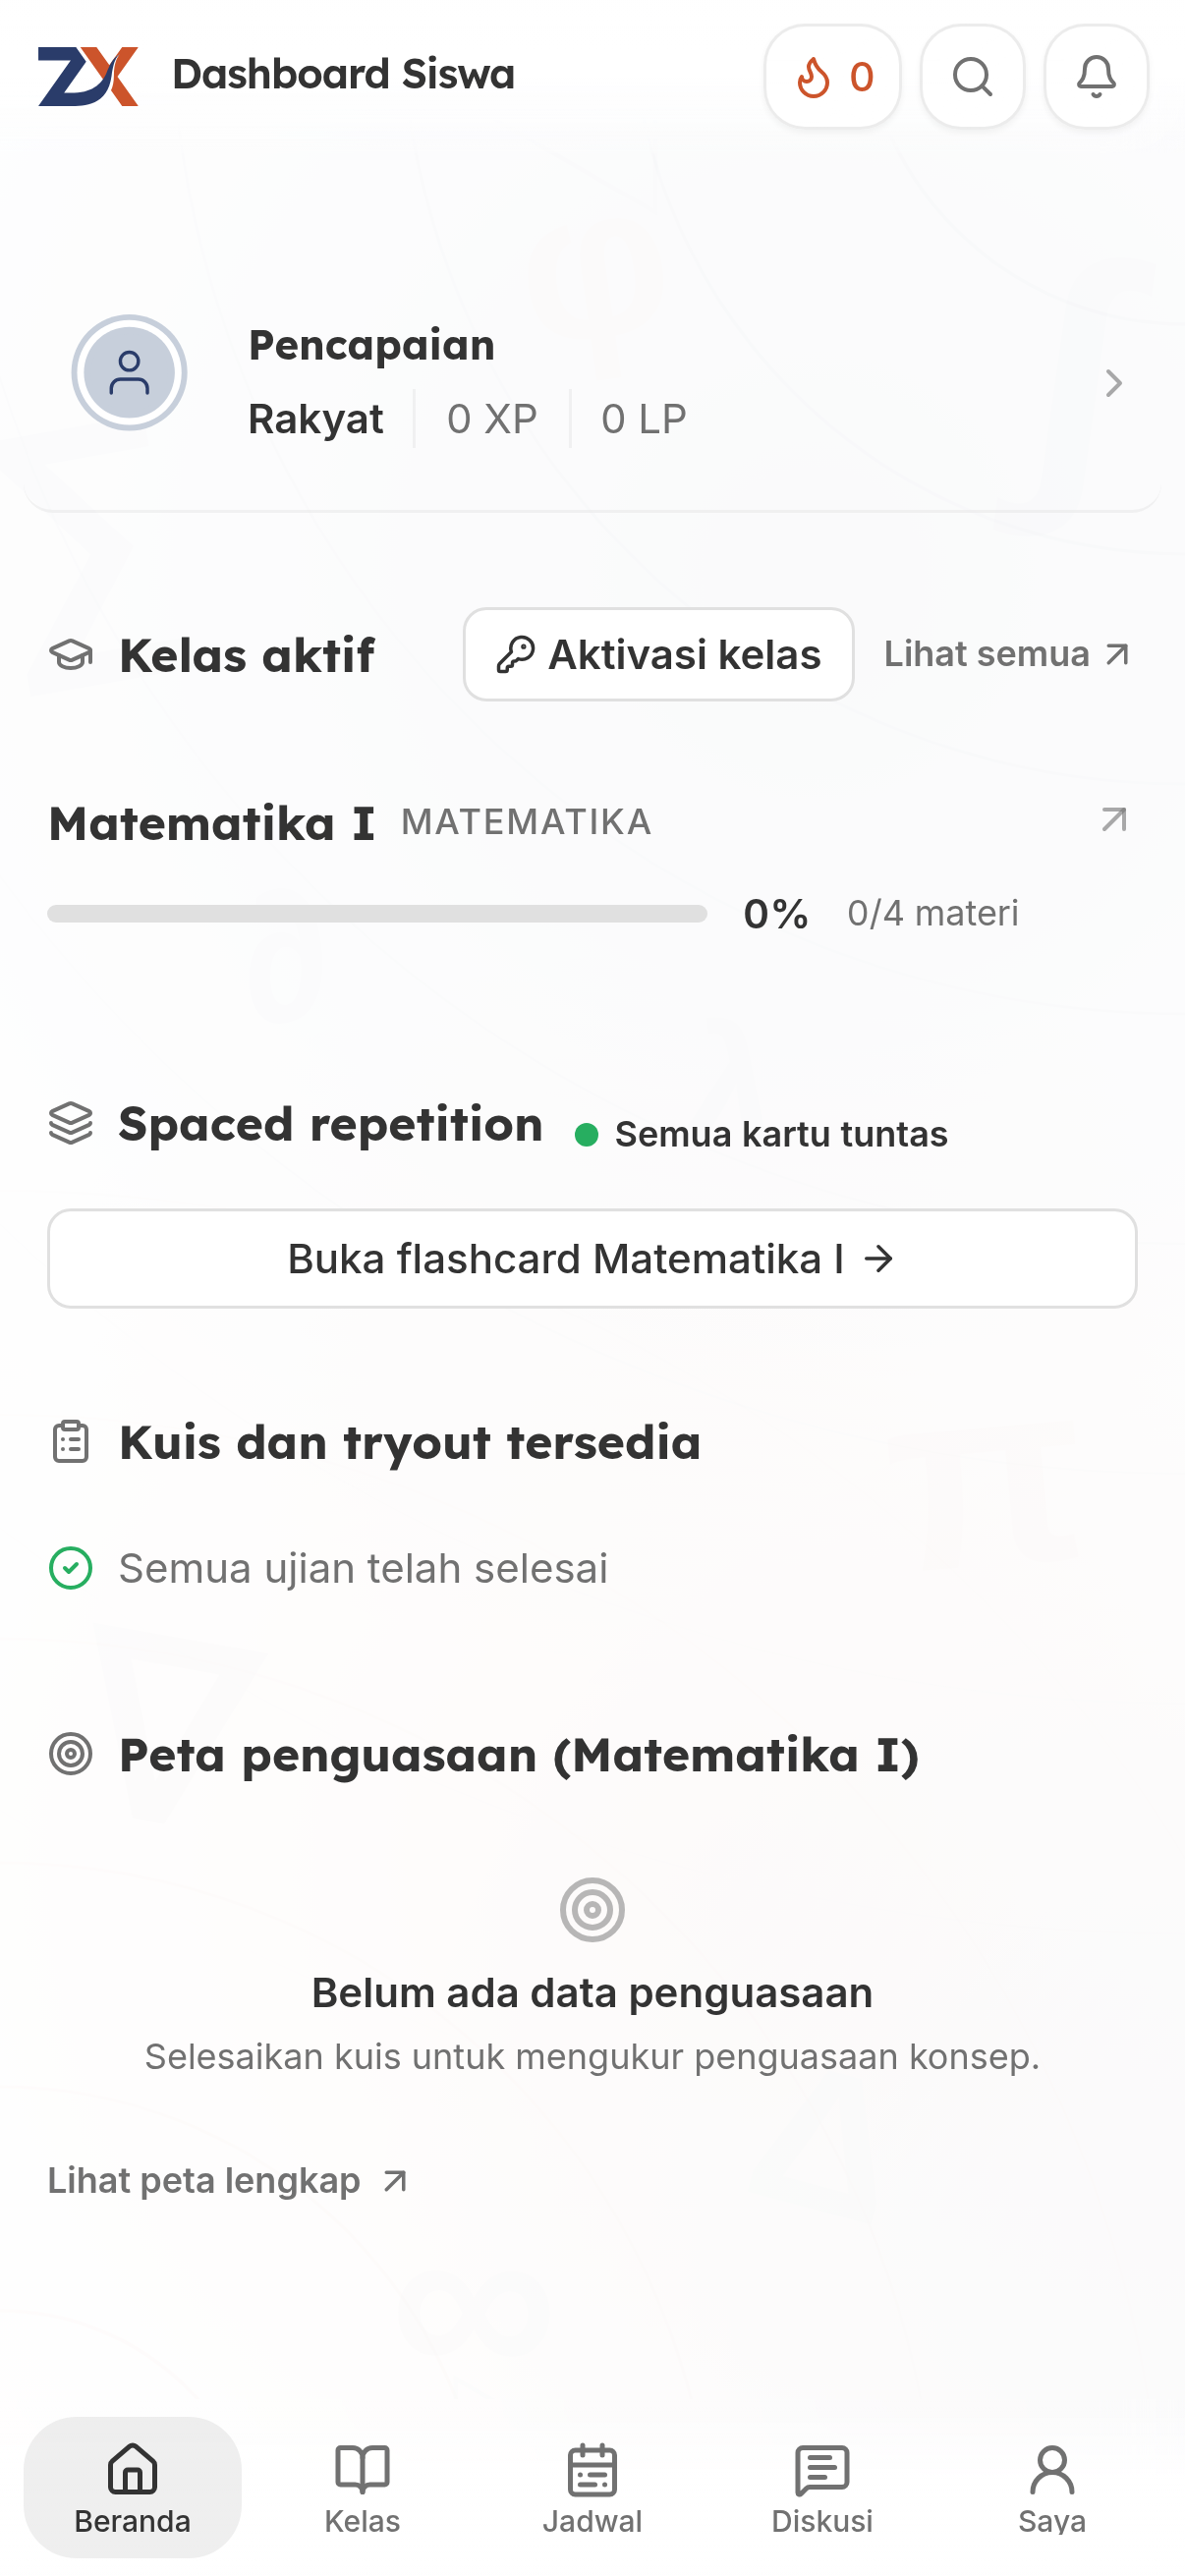 ZX Dashboard Siswa 0
Pencapaian
Rakyat 0 XP 0 LP
Kelas aktif Aktivasi kelas Lihat semua
Matematika I MATEMATIKA
0% 0/4 materi
Spaced repetition Semua kartu tuntas
Buka flashcard Matematika I →
Kuis dan tryout tersedia
Semua ujian telah selesai
Peta penguasaan (Matematika I)
Belum ada data penguasaan
Selesaikan kuis untuk mengukur penguasaan konsep.
Lihat peta lengkap
Beranda Kelas Jadwal Diskusi Saya